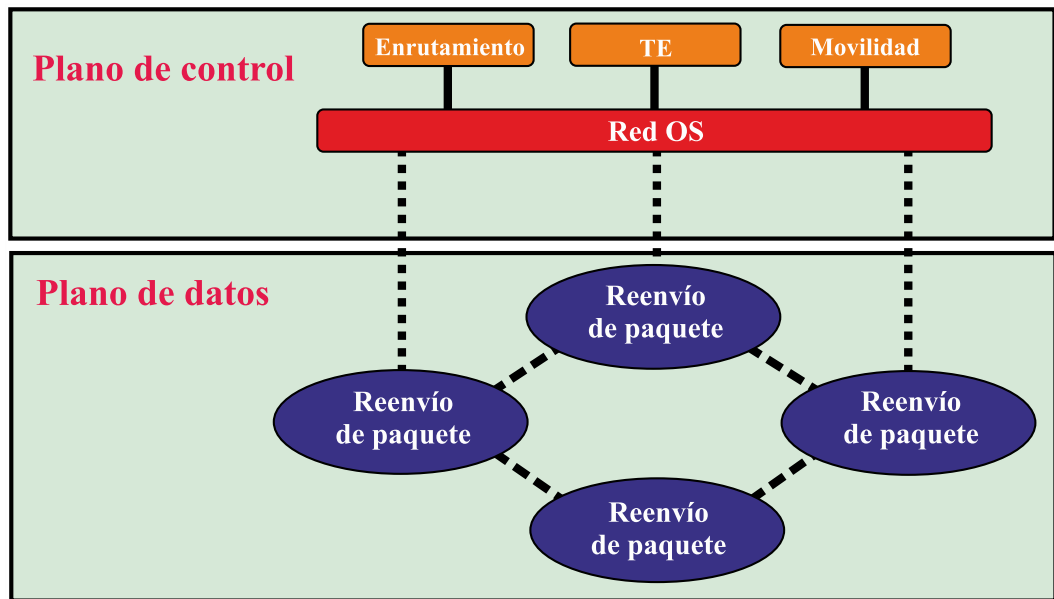 Plano de control
Enrutamiento
TE
Movilidad
Red OS
Plano de datos
Reenvío
de paquete
Reenvío
de paquete
Reenvío
de paquete
Reenvío
de paquete